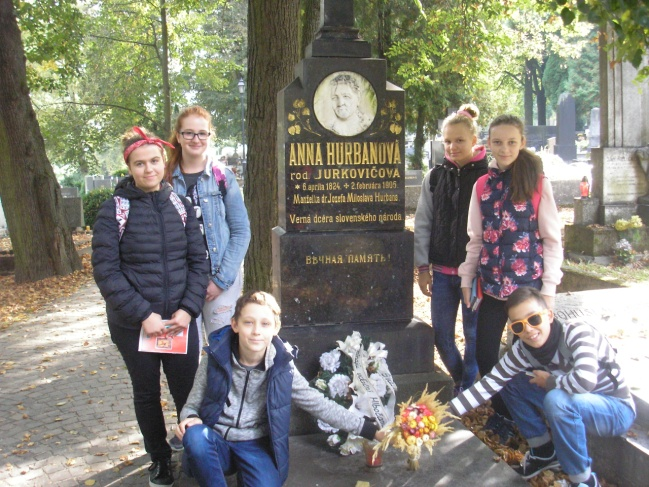 ANNA HURBANOVÁ
rod. JURKOVIČOVÁ
* 6. apríla 1824 + 2. februára 1905
Manželka dr. Jozefa Miloslava Hurbana
Verná dcéra slovenského národa
ВѢЧНАЯ ПАМЯТЬ!